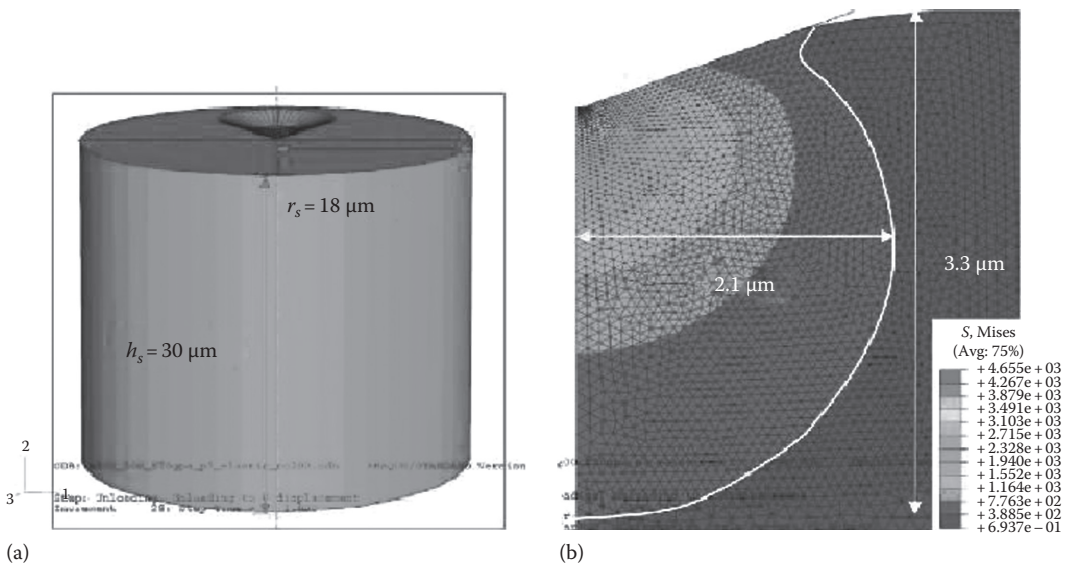 r_s = 18 μm
h_s = 30 μm
2
3
1
(a)
2.1 μm
3.3 μm
S, Mises
(Avg: 75%)
+ 4.655e + 03
+ 4.267e + 03
+ 3.879e + 03
+ 3.491e + 03
+ 3.103e + 03
+ 2.715e + 03
+ 2.328e + 03
+ 1.940e + 03
+ 1.552e + 03
+ 1.164e + 03
+ 7.763e + 02
+ 3.885e + 02
+ 6.937e − 01
(b)